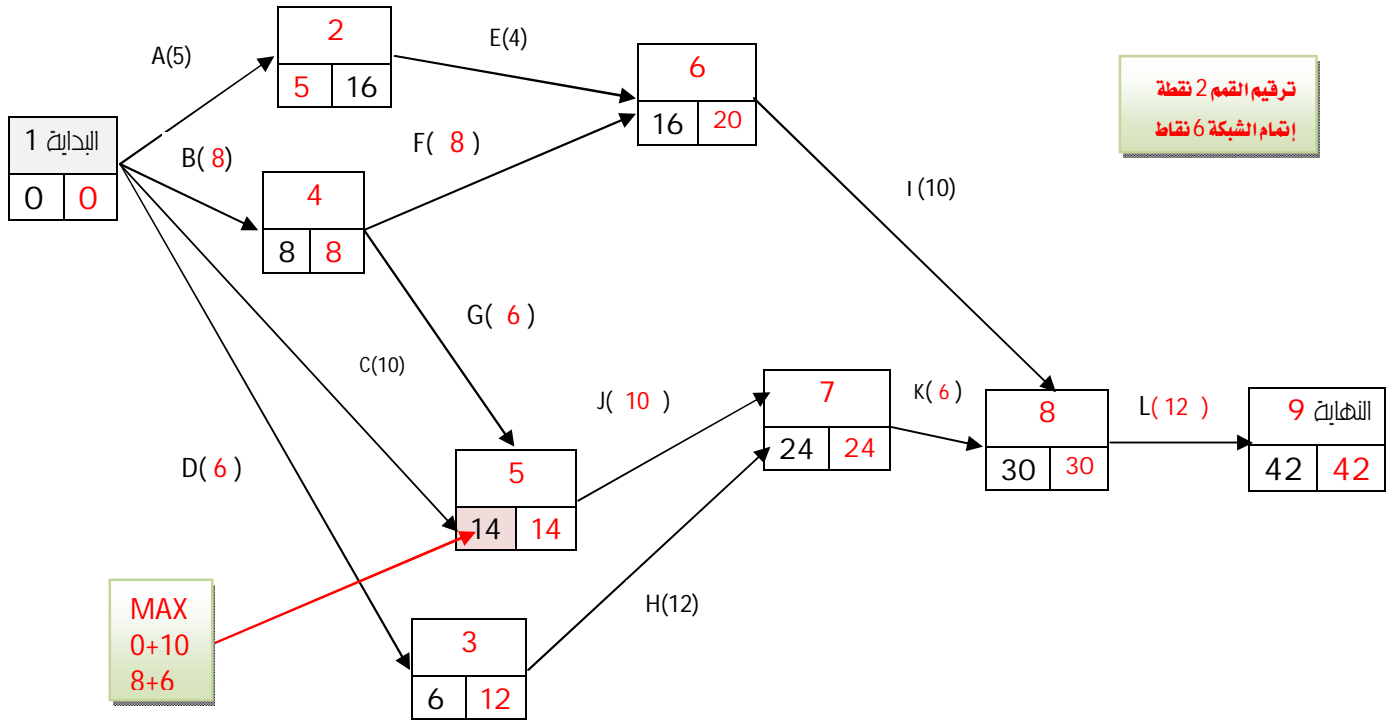 A(5)
2
5 16
E(4)
6
16 20
ترقيم القمم 2 نقطة
إتمام الشبكة 6 نقاط
البداية 1
0 0
B( 8)
F( 8 )
4
8 8
I (10)
G( 6 )
C(10)
J( 10 )
7
24 24
K( 6 )
8
30 30
L( 12 )
النهاية 9
42 42
D( 6 )
5
14 14
MAX
0+10
8+6
H(12)
3
6 12